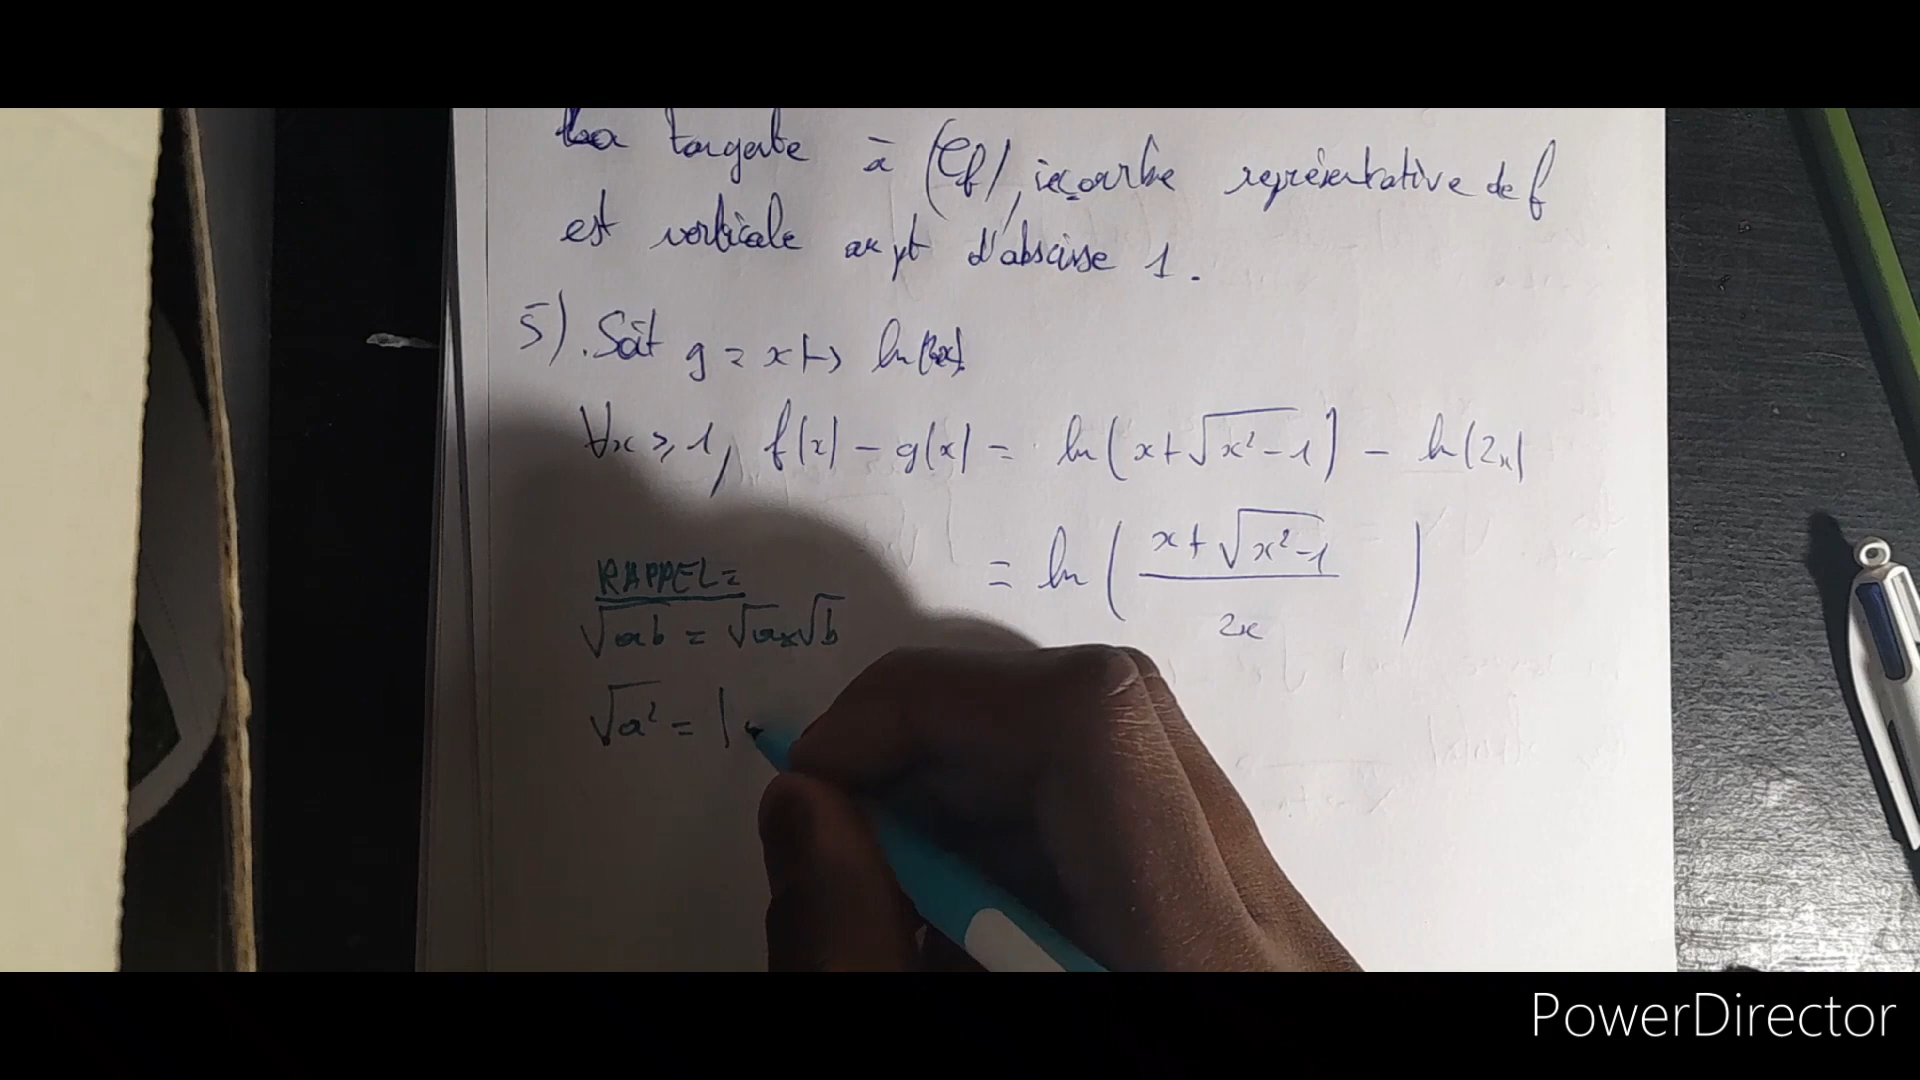 La tangente à (Cf), la courbe représentative de f
est verticale au pt d'abscisse 1.
5). Soit g = x ↦ ln(2x)
∀x ≥ 1, f(x) - g(x) = ln(x+√(x²-1)) - ln(2x)
= ln( (x+√(x²-1)) / 2x )
RAPPEL =
√ab = √a×√b
√a² = |
PowerDirector